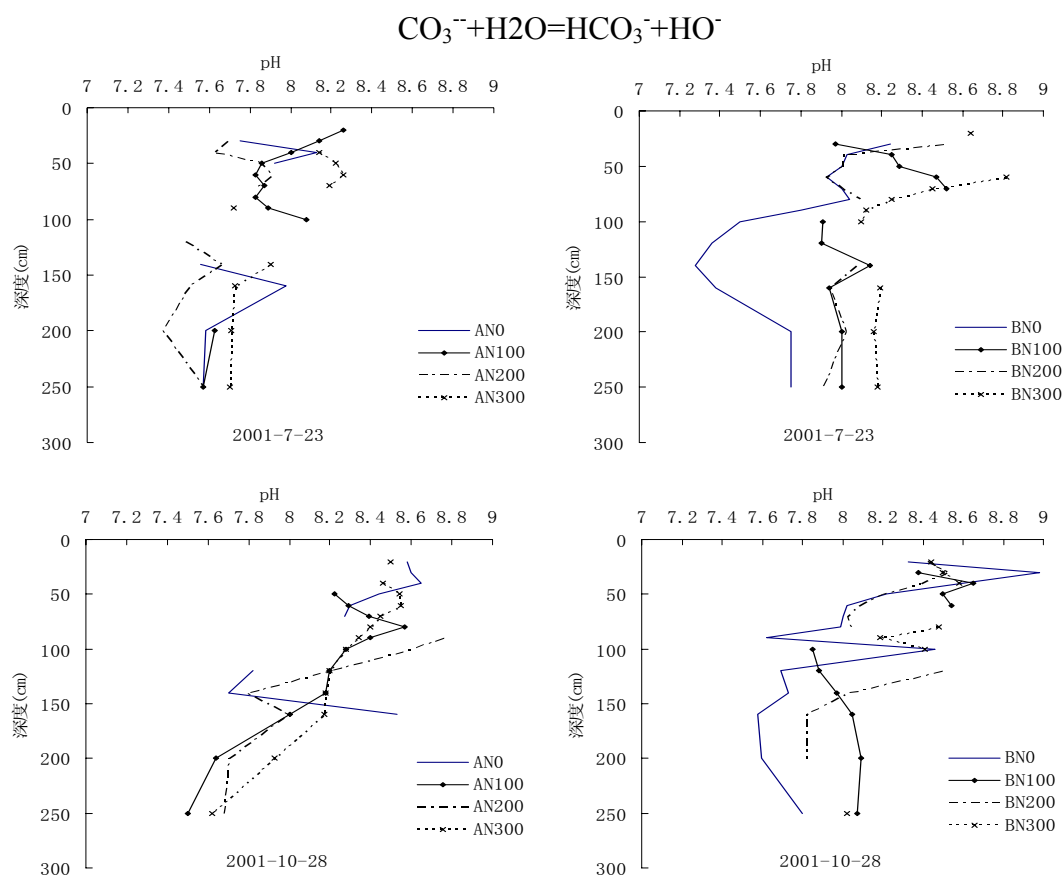 CO3--+H2O=HCO3-+HO-
pH
7 7.2 7.4 7.6 7.8 8 8.2 8.4 8.6 8.8 9
0
50
100
150
200
250
300
深度(cm)
AN0
AN100
AN200
AN300
2001-7-23
pH
7 7.2 7.4 7.6 7.8 8 8.2 8.4 8.6 8.8 9
0
50
100
150
200
250
300
深度(cm)
BN0
BN100
BN200
BN300
2001-7-23
pH
7 7.2 7.4 7.6 7.8 8 8.2 8.4 8.6 8.8 9
0
50
100
150
200
250
300
深度(cm)
AN0
AN100
AN200
AN300
2001-10-28
pH
7 7.2 7.4 7.6 7.8 8 8.2 8.4 8.6 8.8 9
0
50
100
150
200
250
300
深度(cm)
BN0
BN100
BN200
BN300
2001-10-28